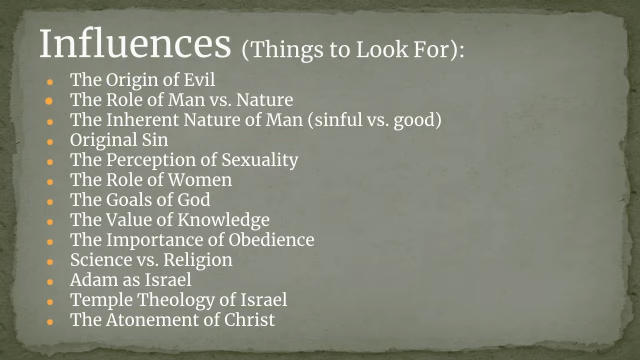 Influences (Things to Look For):
The Origin of Evil
The Role of Man vs. Nature
The Inherent Nature of Man (sinful vs. good)
Original Sin
The Perception of Sexuality
The Role of Women
The Goals of God
The Value of Knowledge
The Importance of Obedience
Science vs. Religion
Adam as Israel
Temple Theology of Israel
The Atonement of Christ